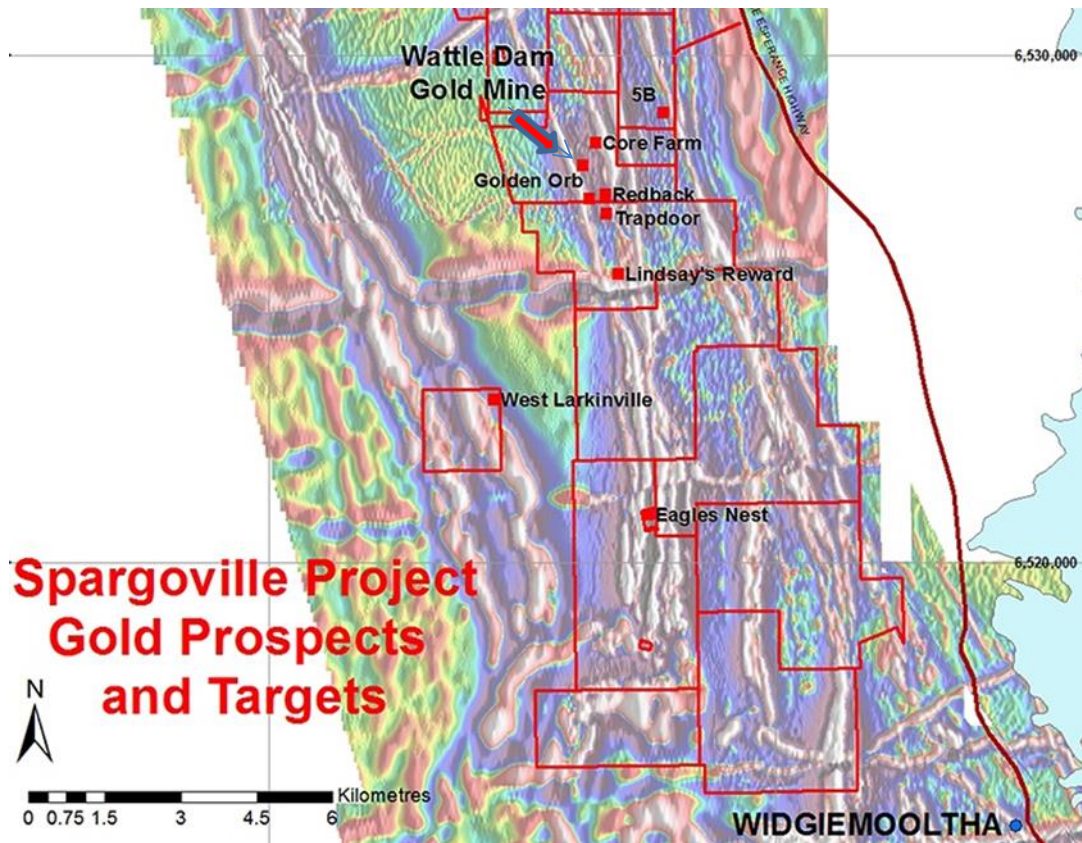 Wattle Dam
Gold Mine
6,530,000
ESPERANCE HIGHWAY
5B
Core Farm
Golden Orb
Redback
Trapdoor
Lindsay's Reward
West Larkinville
Eagles Nest
6,520,000
Spargoville Project
Gold Prospects
and Targets
N
Kilometres
0 0.75 1.5 3 4.5 6
WIDGIEMOOLTHA